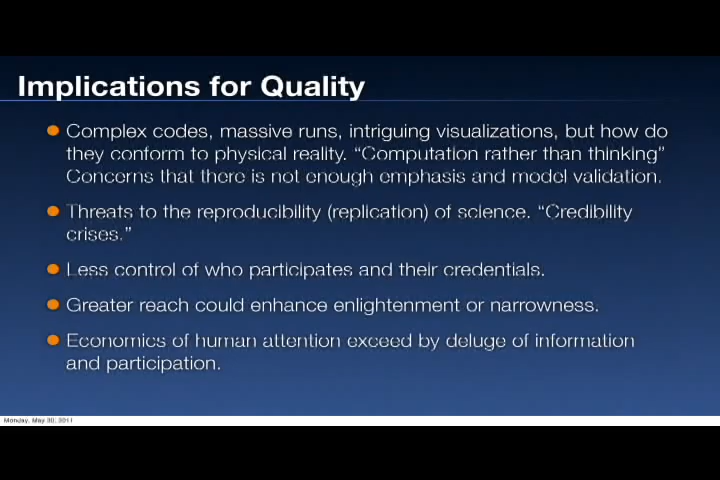 Implications for Quality
Complex codes, massive runs, intriguing visualizations, but how do
they conform to physical reality. “Computation rather than thinking”
Concerns that there is not enough emphasis and model validation.
Threats to the reproducibility (replication) of science. “Credibility
crises.”
Less control of who participates and their credentials.
Greater reach could enhance enlightenment or narrowness.
Economics of human attention exceed by deluge of information
and participation.
Monday, May 30, 2011